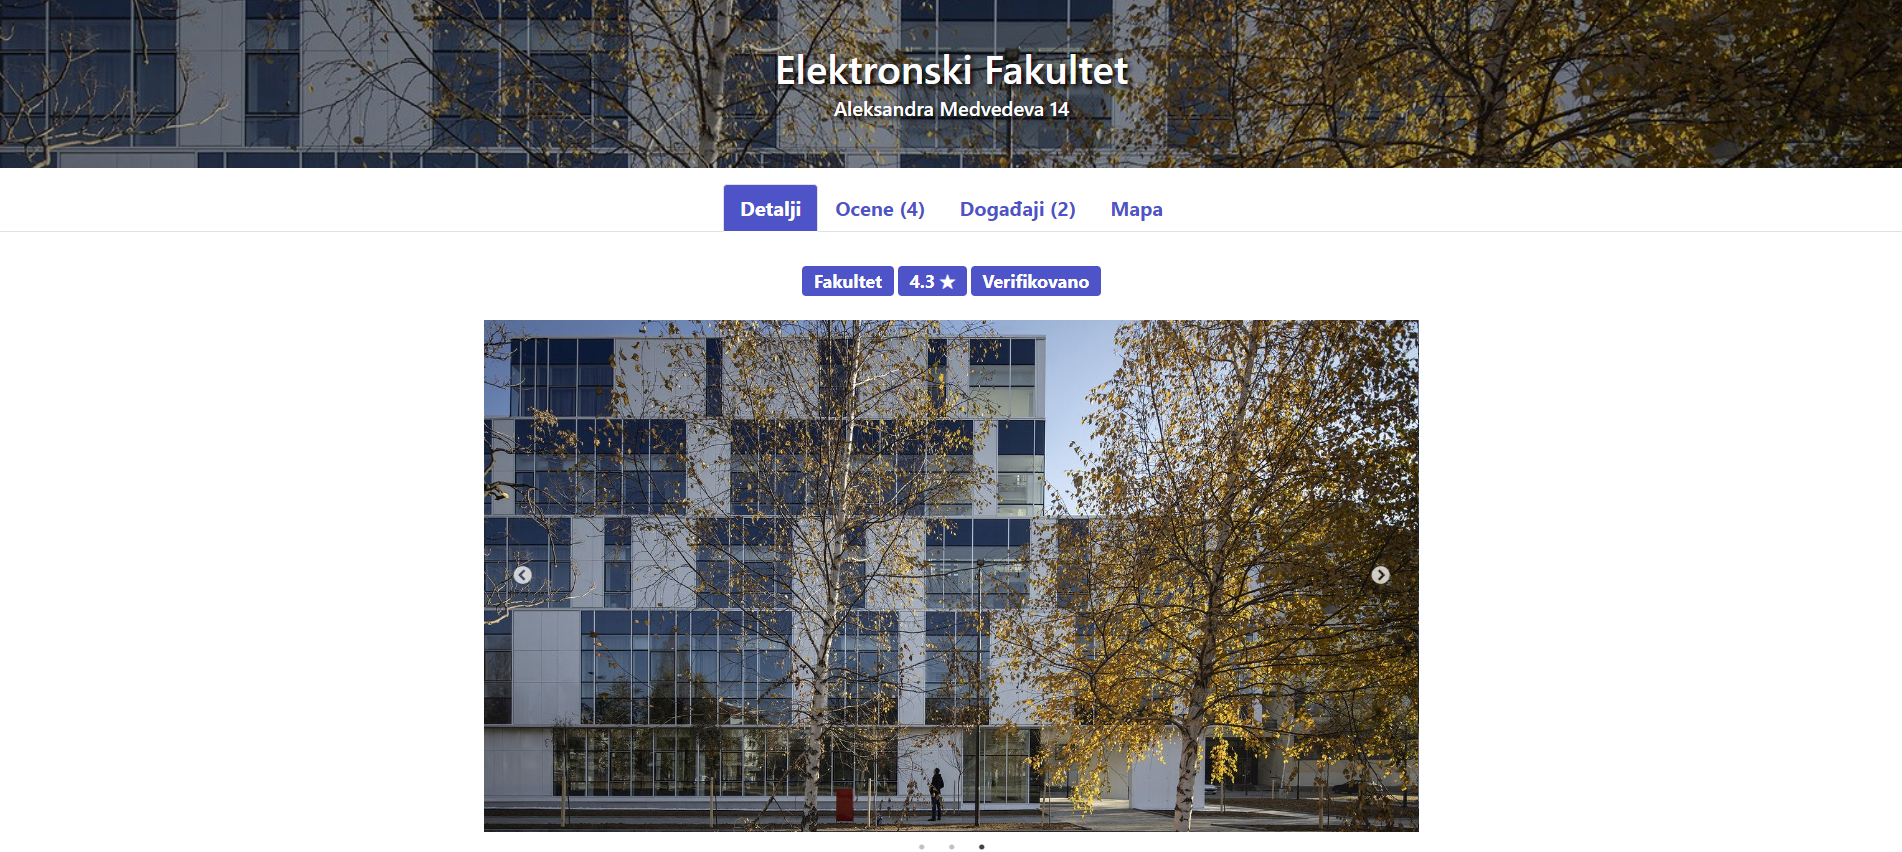 Elektronski Fakultet
Aleksandra Medvedeva 14
Detalji Ocene (4) Događaji (2) Mapa
Fakultet 4.3 ★ Verifikovano